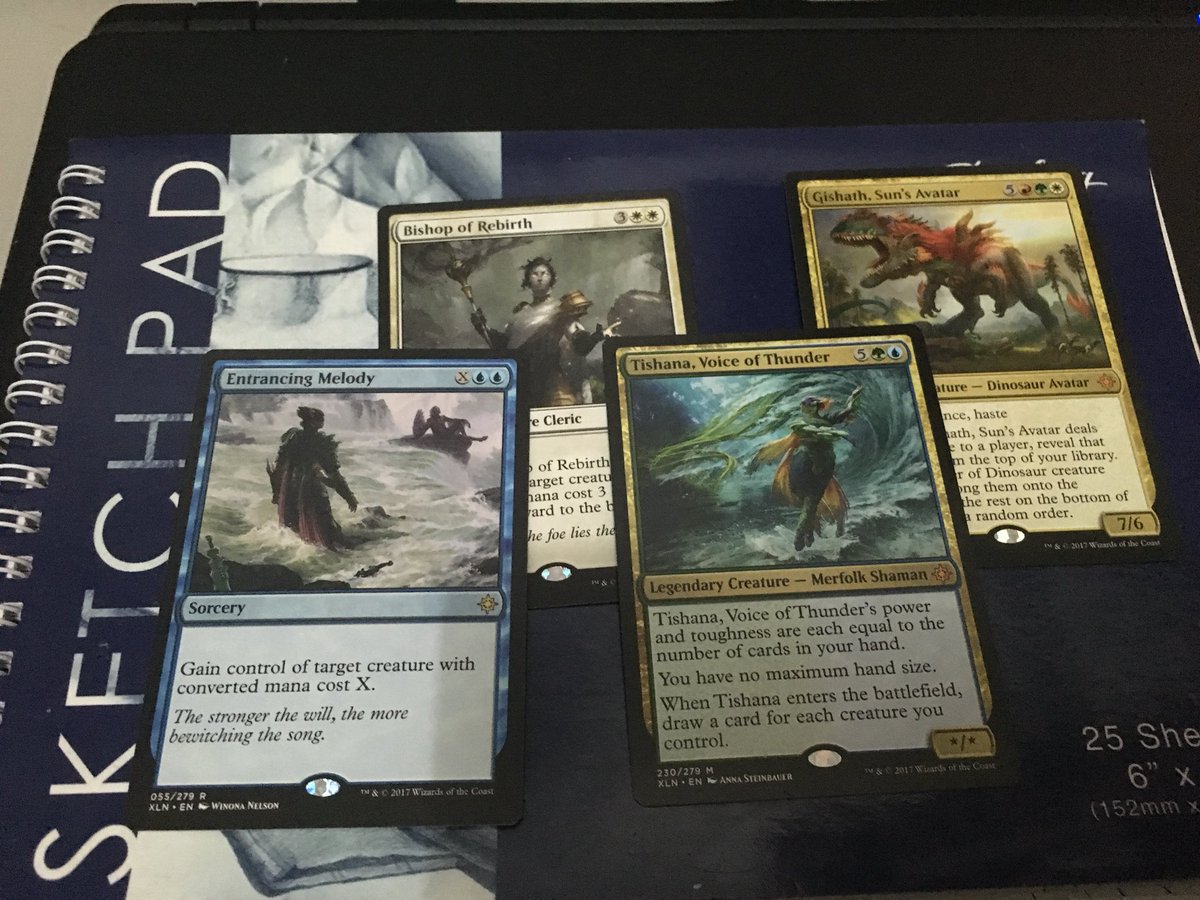 SKETCH PAD
Bishop of Rebirth 3
re Cleric
of Rebirth
arget creatu
ana cost 3
ard to the b
he foe lies the
™ & ©
Gishath, Sun's Avatar 5
ature — Dinosaur Avatar
nce, haste
ath, Sun's Avatar deals
e to a player, reveal that
m the top of your library.
r of Dinosaur creature
ong them onto the
the rest on the bottom of
a random order.
7/6
™ & © 2017 Wizards of the Coast
Entrancing Melody X
Sorcery
Gain control of target creature with
converted mana cost X.
The stronger the will, the more
bewitching the song.
055/279 R
XLN • EN Winona Nelson
™ & © 2017 Wizards of the Coast
Tishana, Voice of Thunder 5
Legendary Creature — Merfolk Shaman
Tishana, Voice of Thunder's power
and toughness are each equal to the
number of cards in your hand.
You have no maximum hand size.
When Tishana enters the battlefield,
draw a card for each creature you
control.
*/*
230/279 M
XLN • EN Anna Steinbauer
™ & © 2017 Wizards of the Coast
25 She
6" x
(152mm x